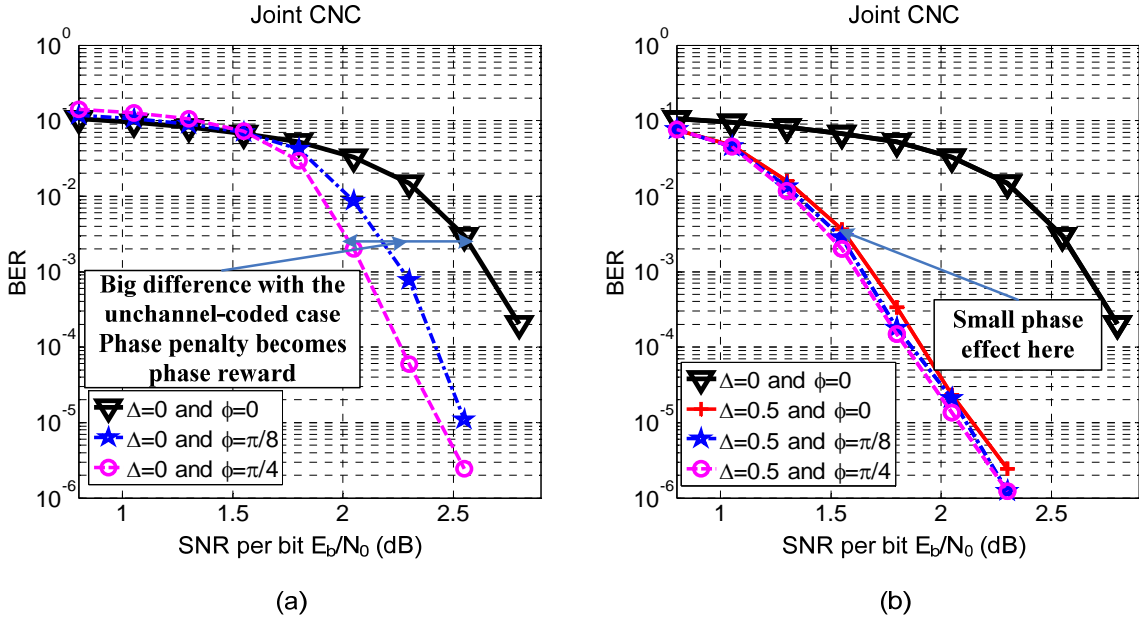 Joint CNC
10^0
10^-1
10^-2
10^-3
10^-4
10^-5
10^-6
BER
Big difference with the
unchannel-coded case
Phase penalty becomes
phase reward
Δ=0 and ϕ=0
Δ=0 and ϕ=π/8
Δ=0 and ϕ=π/4
1
1.5
2
2.5
SNR per bit E_b/N_0 (dB)
(a)
Joint CNC
10^0
10^-1
10^-2
10^-3
10^-4
10^-5
10^-6
BER
Small phase
effect here
Δ=0 and ϕ=0
Δ=0.5 and ϕ=0
Δ=0.5 and ϕ=π/8
Δ=0.5 and ϕ=π/4
1
1.5
2
2.5
SNR per bit E_b/N_0 (dB)
(b)